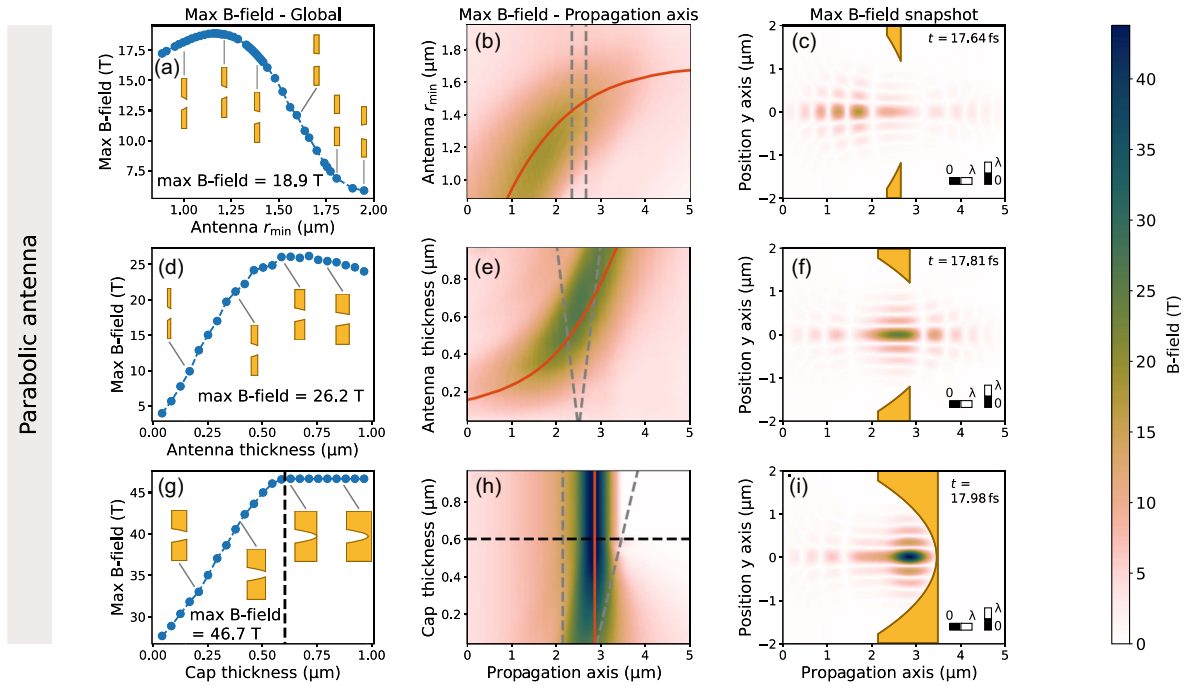 Parabolic antenna
Max B-field - Global
Max B-field - Propagation axis
Max B-field snapshot
(a)
Max B-field (T)
17.5
15.0
12.5
10.0
7.5
max B-field = 18.9 T
1.00 1.25 1.50 1.75 2.00
Antenna rmin (µm)
(b)
Antenna rmin (µm)
1.8
1.6
1.4
1.2
1.0
0 1 2 3 4 5
(c)
t = 17.64 fs
Position y axis
2
1
0
−1
−2
0 λ
λ
0
0 1 2 3 4 5
(d)
Max B-field (T)
25
20
15
10
5
max B-field = 26.2 T
0.00 0.25 0.50 0.75 1.00
Antenna thickness (µm)
(e)
Antenna thickness (µm)
0.8
0.6
0.4
0.2
0 1 2 3 4 5
(f)
t = 17.81 fs
Position y axis
2
1
0
−1
−2
0 λ
λ
0
0 1 2 3 4 5
(g)
Max B-field (T)
45
40
35
30
max B-field
= 46.7 T
0.00 0.25 0.50 0.75 1.00
Cap thickness (µm)
(h)
Cap thickness (µm)
0.8
0.6
0.4
0.2
0 1 2 3 4 5
Propagation axis (µm)
(i)
t =
17.98 fs
Position y axis
2
1
0
−1
−2
0 λ
λ
0
0 1 2 3 4 5
Propagation axis (µm)
40
35
30
25
20
15
10
5
0
B-field (T)